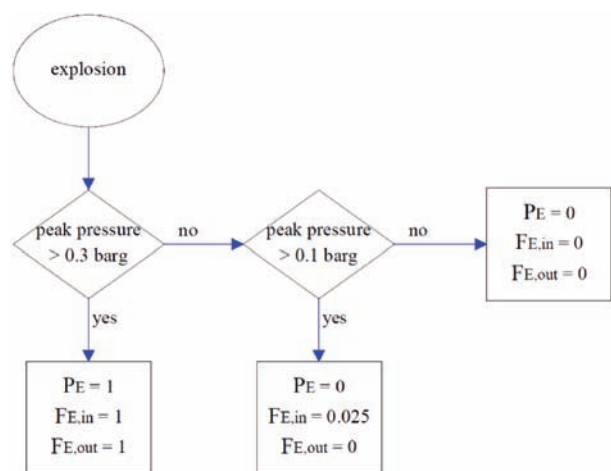 explosion
peak pressure
> 0.3 barg
no
peak pressure
> 0.1 barg
no
PE = 0
FE,in = 0
FE,out = 0
yes
yes
PE = 1
FE,in = 1
FE,out = 1
PE = 0
FE,in = 0.025
FE,out = 0